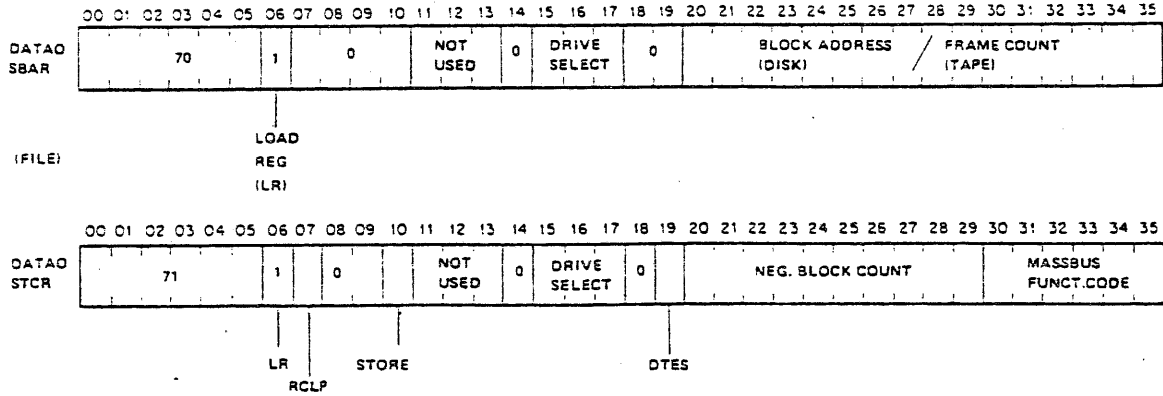 00 01 02 03 04 05 06 07 08 09 10 11 12 13 14 15 16 17 18 19 20 21 22 23 24 25 26 27 28 29 30 31 32 33 34 35
DATAO
SBAR
70 1 0 NOT USED 0 DRIVE SELECT 0 BLOCK ADDRESS (DISK) / FRAME COUNT (TAPE)
LOAD
REG
(LR)
(FILE)
00 01 02 03 04 05 06 07 08 09 10 11 12 13 14 15 16 17 18 19 20 21 22 23 24 25 26 27 28 29 30 31 32 33 34 35
DATAO
STCR
71 1 0 NOT USED 0 DRIVE SELECT 0 NEG. BLOCK COUNT MASSBUS FUNCT.CODE
LR STORE DTES
RCLP